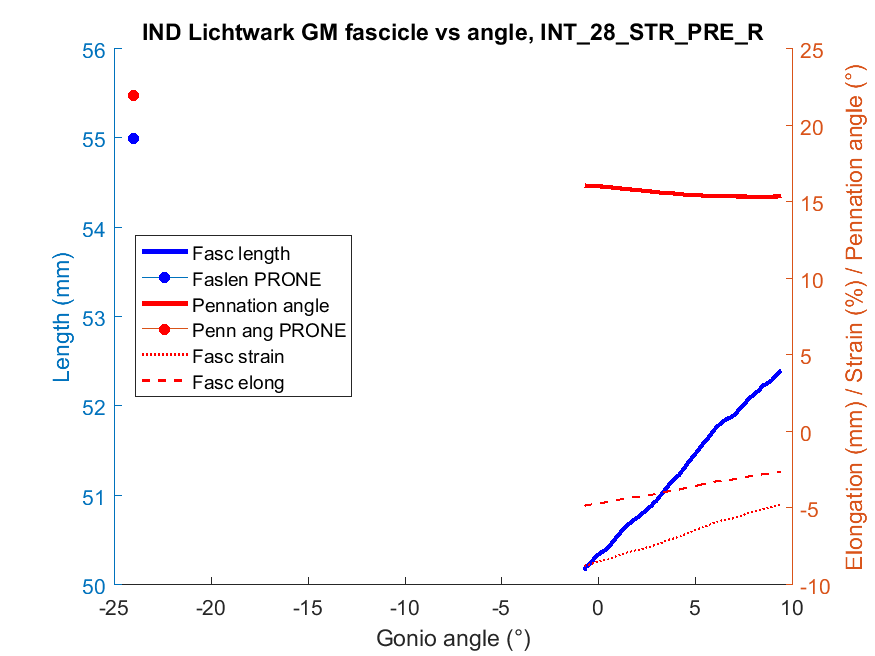 IND Lichtwark GM fascicle vs angle, INT_28_STR_PRE_R
56
55
54
53
52
51
50
Length (mm)
25
20
15
10
5
0
-5
-10
Elongation (mm) / Strain (%) / Pennation angle (°)
Fasc length
Faslen PRONE
Pennation angle
Penn ang PRONE
Fasc strain
Fasc elong
-25 -20 -15 -10 -5 0 5 10
Gonio angle (°)